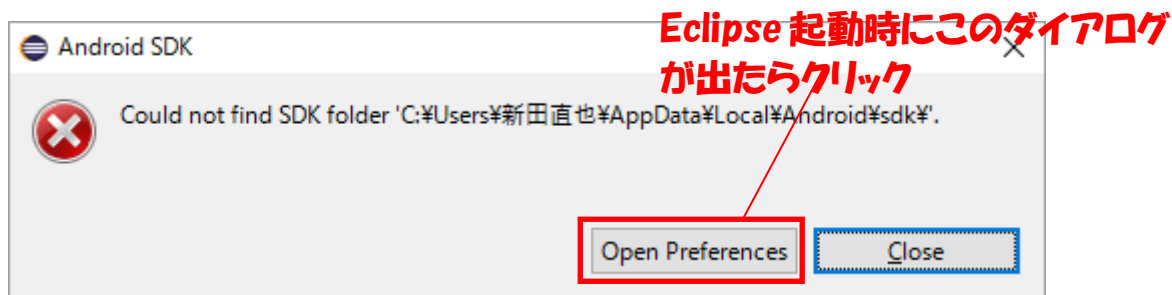 Eclipse 起動時にこのダイアログ
が出たらクリック
Android SDK
Could not find SDK folder 'C:¥Users¥新田直也¥AppData¥Local¥Android¥sdk¥'.
Open Preferences
Close